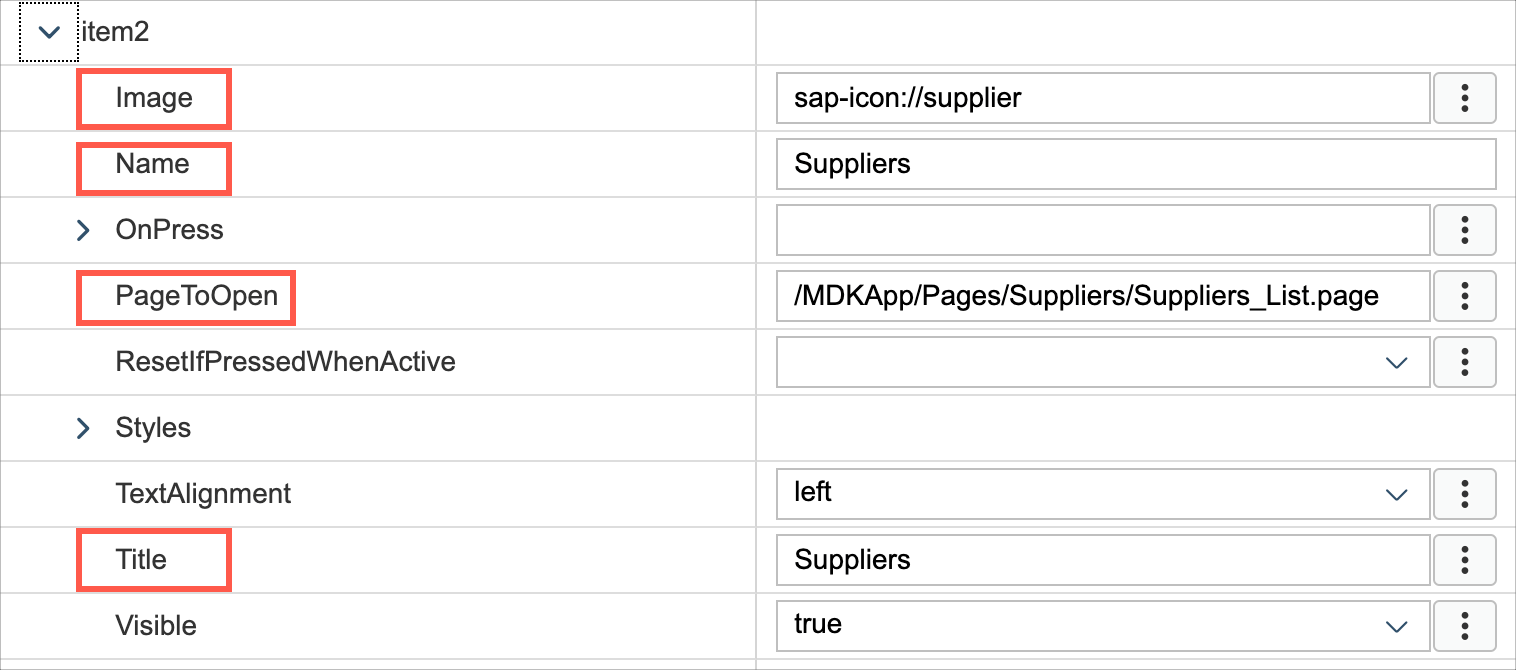 item2
Image sap-icon://supplier
Name Suppliers
OnPress
PageToOpen /MDKApp/Pages/Suppliers/Suppliers_List.page
ResetIfPressedWhenActive
Styles
TextAlignment left
Title Suppliers
Visible true